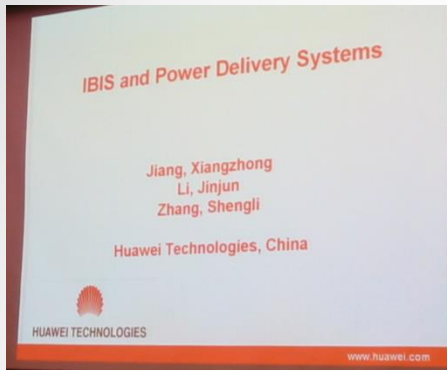 IBIS and Power Delivery Systems
Jiang, Xiangzhong
Li, Jinjun
Zhang, Shengli
Huawei Technologies, China
HUAWEI TECHNOLOGIES
www.huawei.com